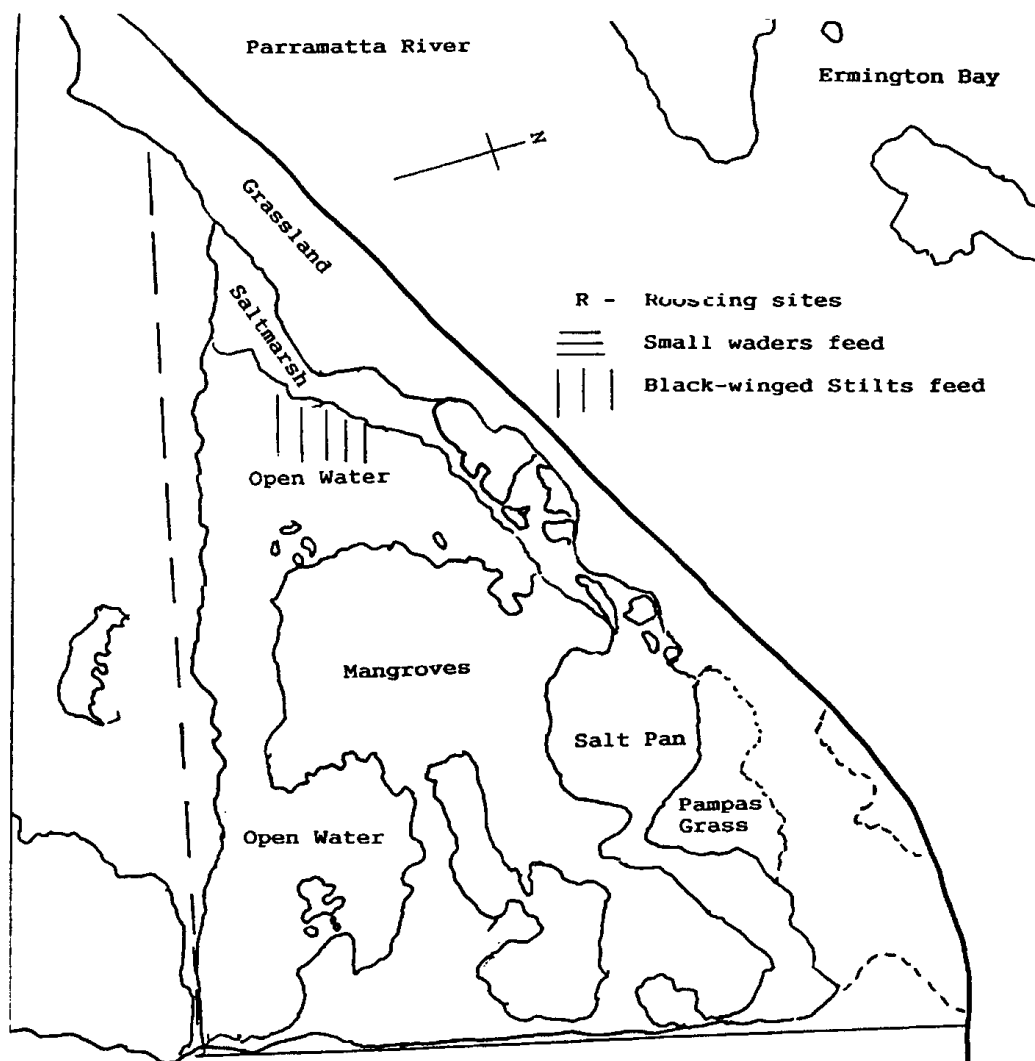 Parramatta River
Ermington Bay
N
Grassland
Saltmarsh
R - sites
Small waders feed
Black-winged Stilts feed
Open Water
Mangroves
Salt Pan
Pampas
Grass
Open Water